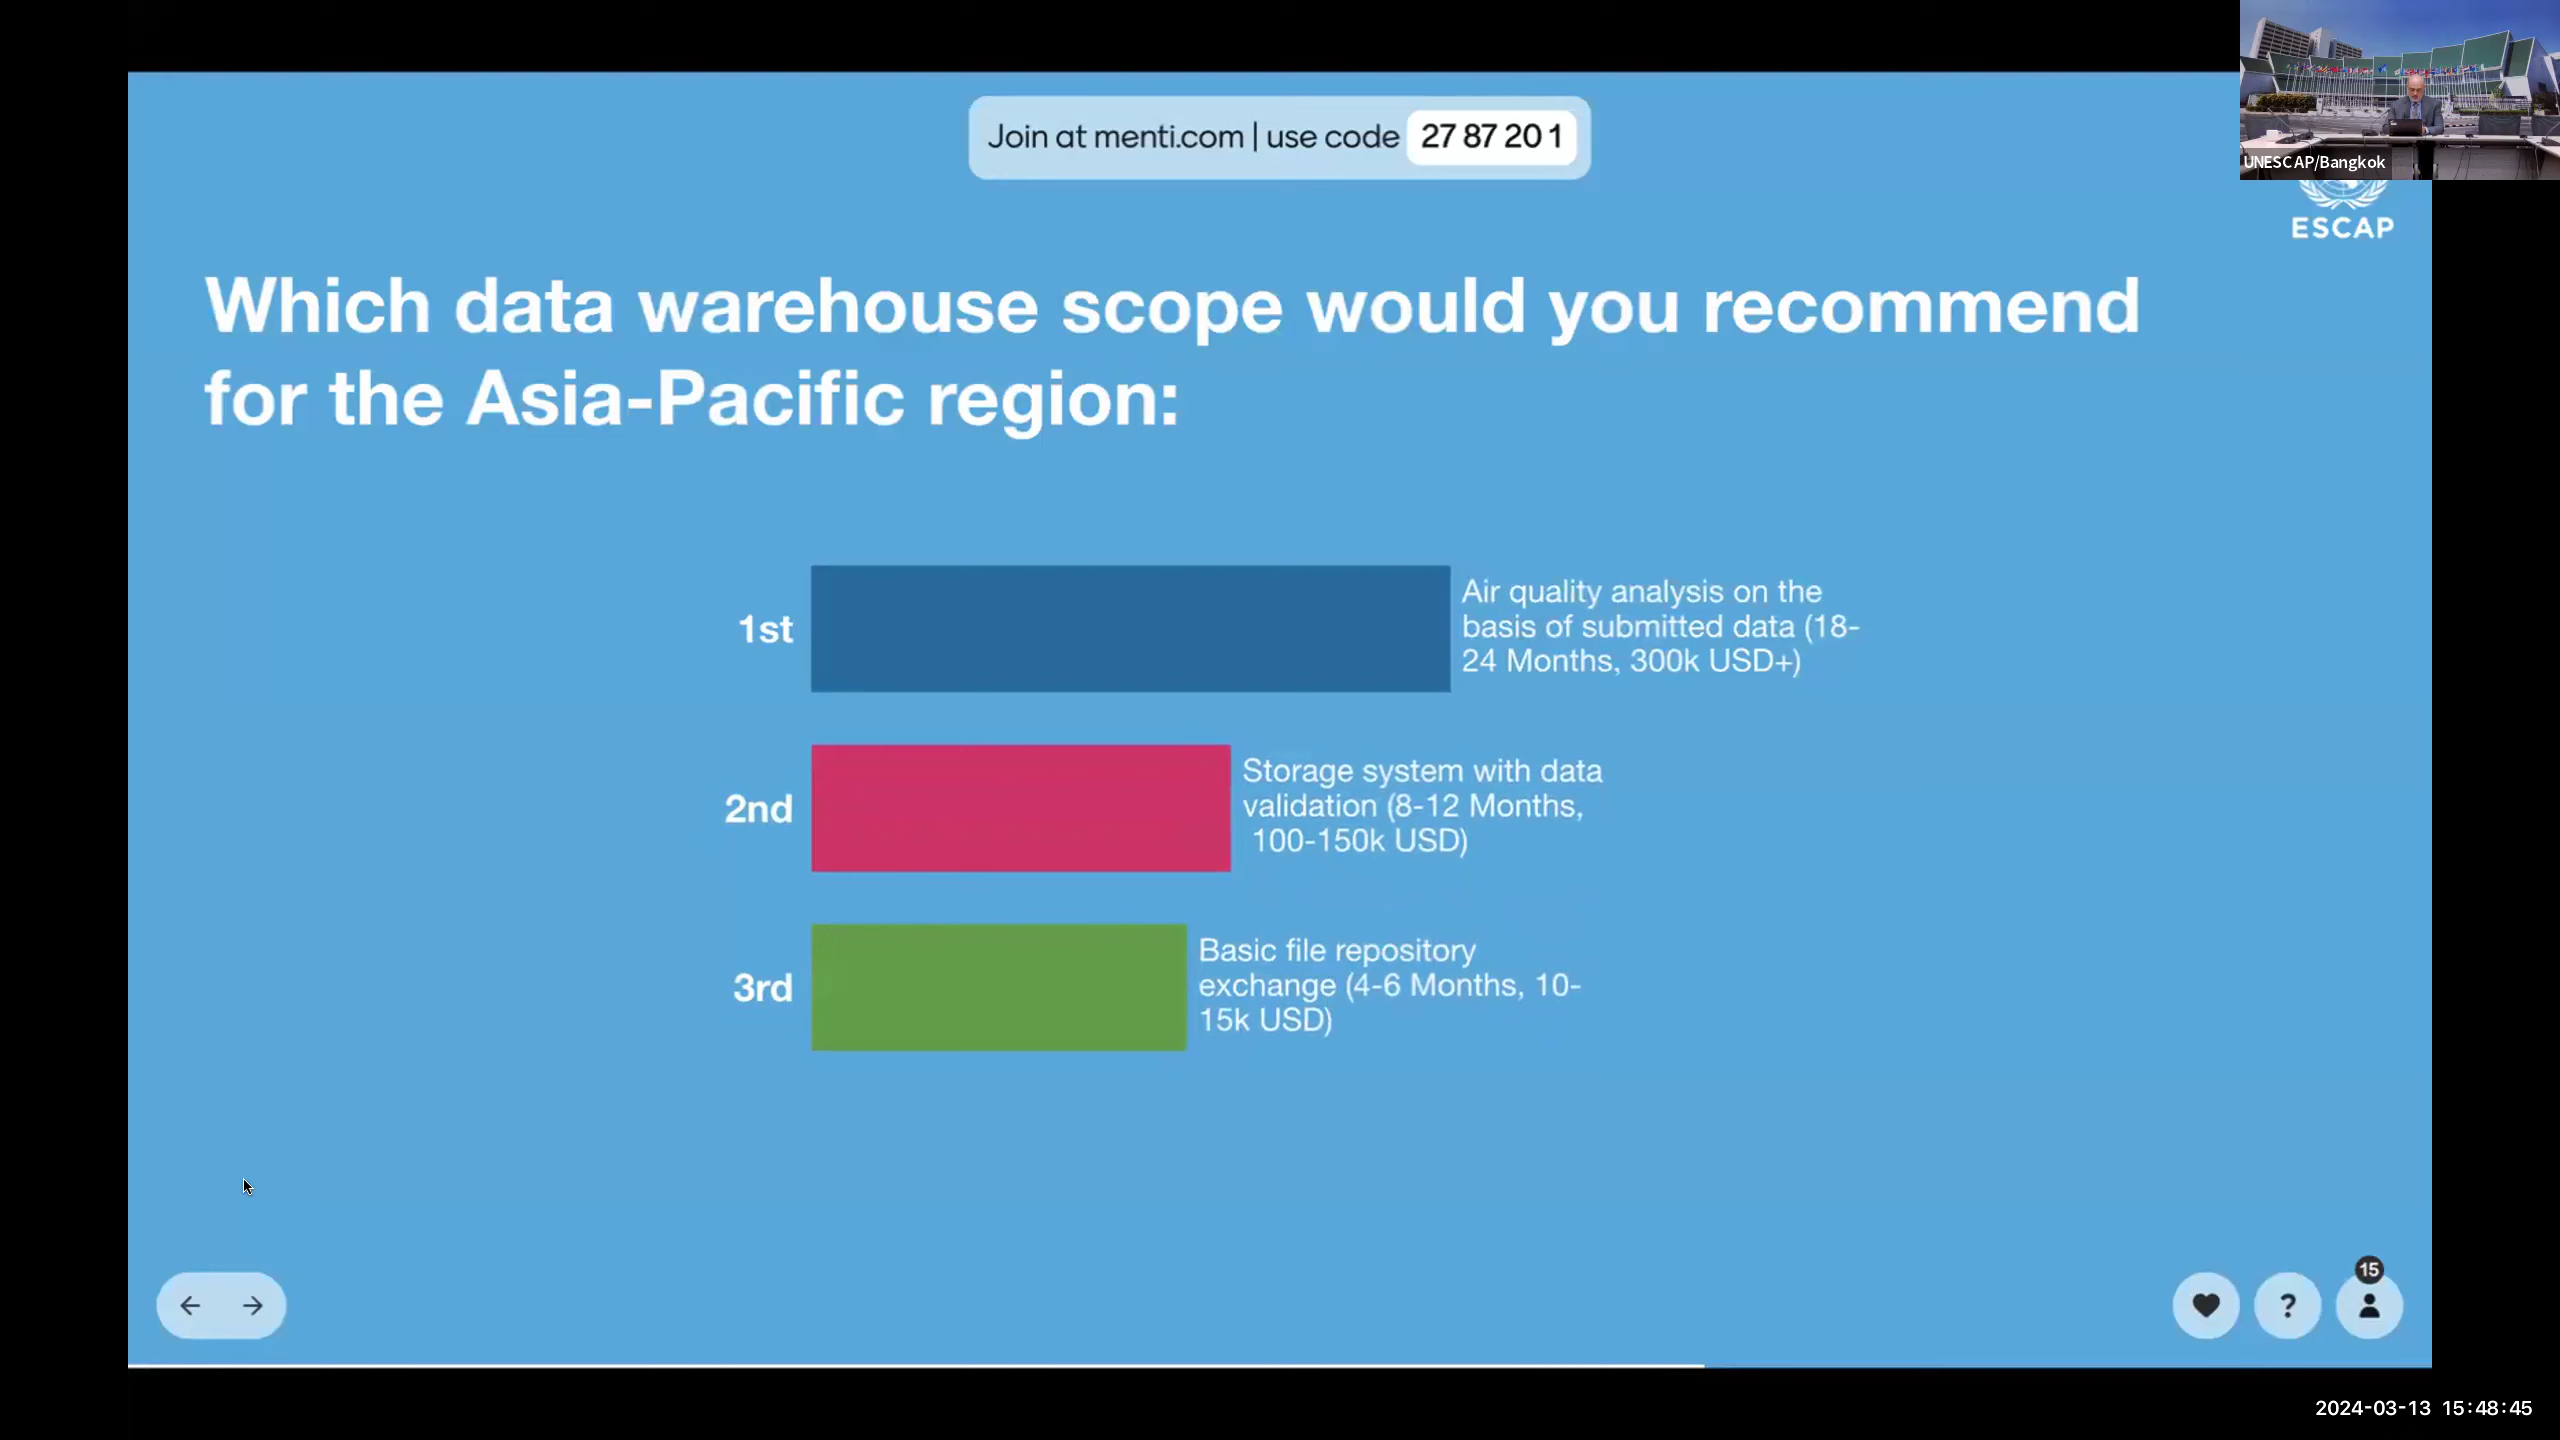 Join at menti.com | use code 27 87 20 1
UNESCAP/Bangkok
ESCAP
Which data warehouse scope would you recommend
for the Asia-Pacific region:
1st
Air quality analysis on the
basis of submitted data (18-
24 Months, 300k USD+)
2nd
Storage system with data
validation (8-12 Months,
100-150k USD)
3rd
Basic file repository
exchange (4-6 Months, 10-
15k USD)
?
15
2024-03-13 15:48:45